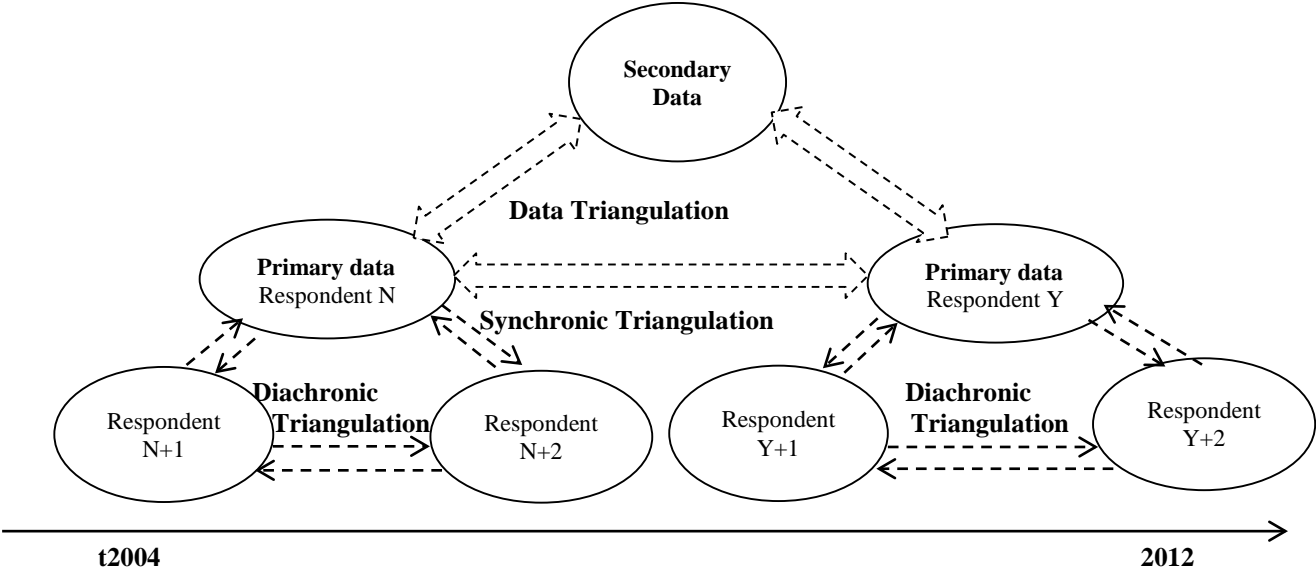 Secondary
Data
Data Triangulation
Primary data
Respondent N
Primary data
Respondent Y
Synchronic Triangulation
Diachronic
Triangulation
Respondent
N+1
Respondent
N+2
Diachronic
Triangulation
Respondent
Y+1
Respondent
Y+2
t2004
2012